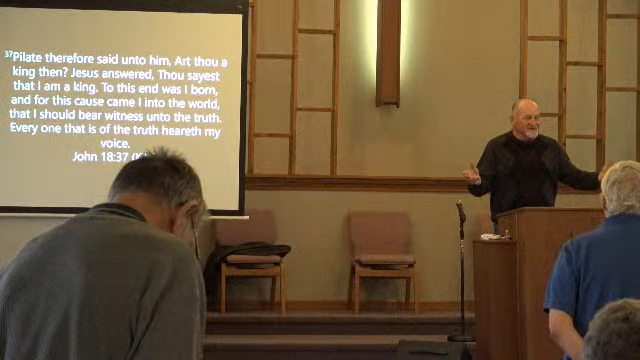 37Pilate therefore said unto him, Art thou a
king then? Jesus answered, Thou sayest
that I am a king. To this end was I born,
and for this cause came I into the world,
that I should bear witness unto the truth.
Every one that is of the truth heareth my
voice.
John 18:37